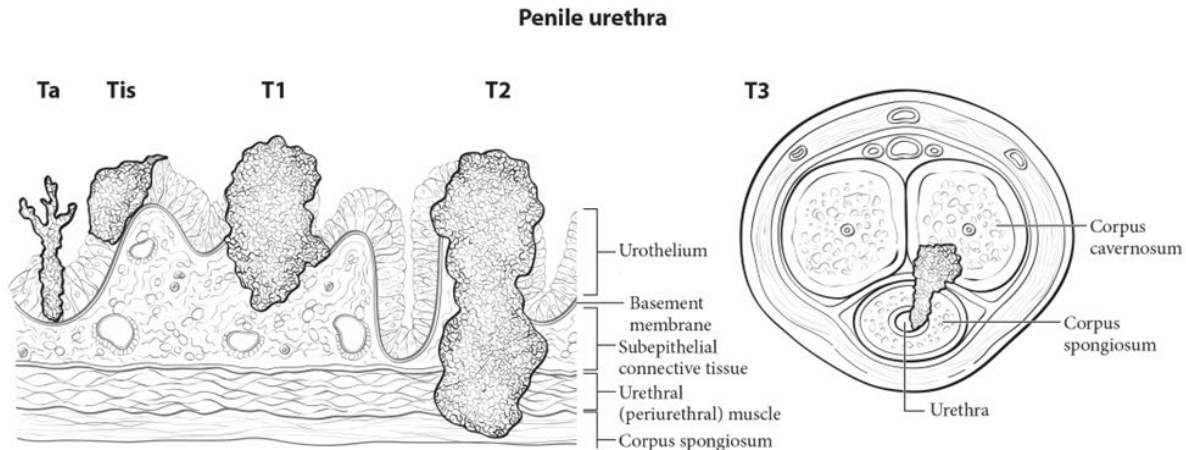 Penile urethra
Ta
Tis
T1
T2
T3
Urothelium
Basement
membrane
Subepithelial
connective tissue
Urethral
(periurethral) muscle
Corpus spongiosum
Corpus
cavernosum
Corpus
spongiosum
Urethra